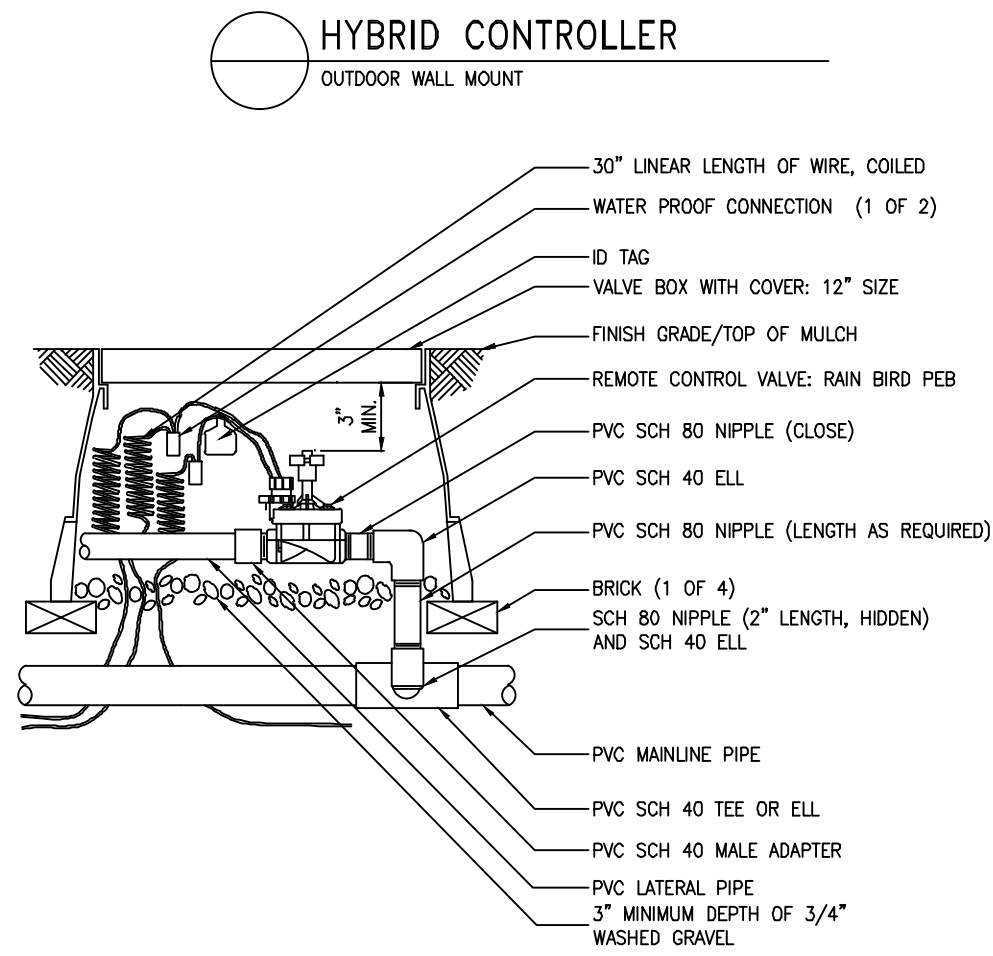 HYBRID CONTROLLER
OUTDOOR WALL MOUNT
30" LINEAR LENGTH OF WIRE, COILED
WATER PROOF CONNECTION (1 OF 2)
ID TAG
VALVE BOX WITH COVER: 12" SIZE
FINISH GRADE/TOP OF MULCH
REMOTE CONTROL VALVE: RAIN BIRD PEB
3"
MIN.
PVC SCH 80 NIPPLE (CLOSE)
PVC SCH 40 ELL
PVC SCH 80 NIPPLE (LENGTH AS REQUIRED)
BRICK (1 OF 4)
SCH 80 NIPPLE (2" LENGTH, HIDDEN)
AND SCH 40 ELL
PVC MAINLINE PIPE
PVC SCH 40 TEE OR ELL
PVC SCH 40 MALE ADAPTER
PVC LATERAL PIPE
3" MINIMUM DEPTH OF 3/4"
WASHED GRAVEL